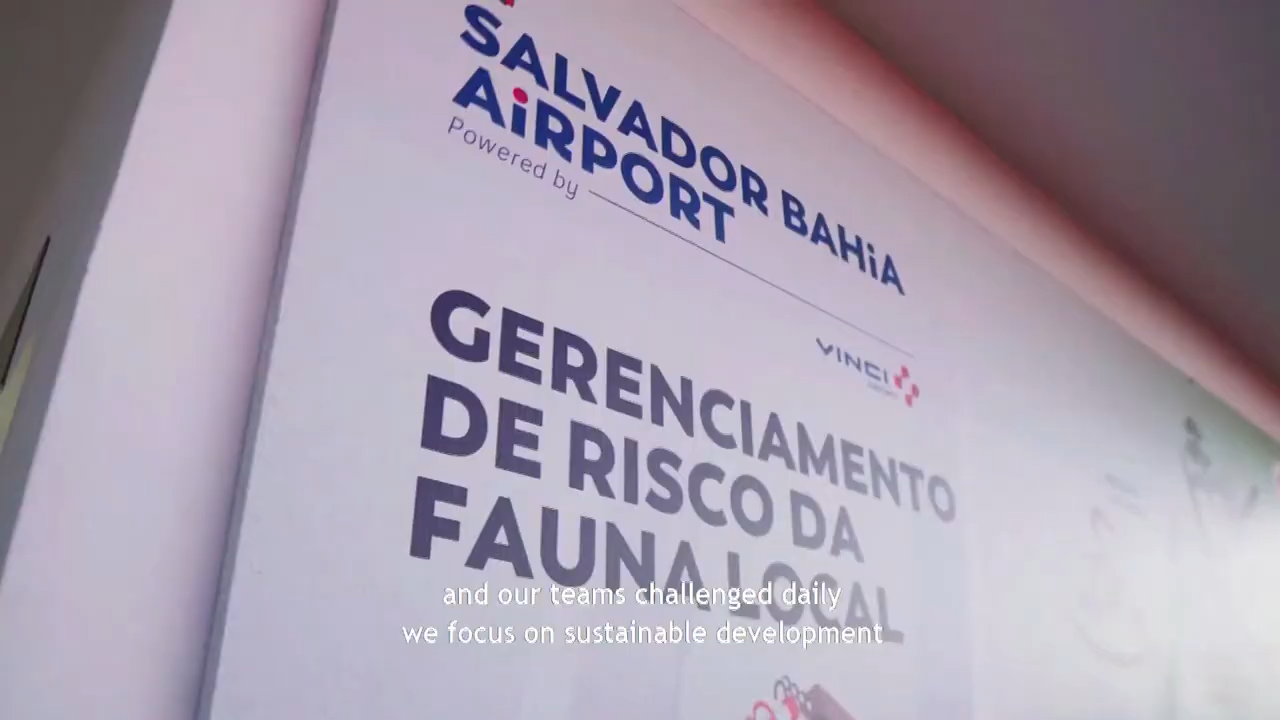 SALVADOR BAHiA
AiRPORT
Powered by
VINCI
GERENCIAMENTO
DE RISCO DA
FAUNA LOCAL
and our teams challenged daily
we focus on sustainable development